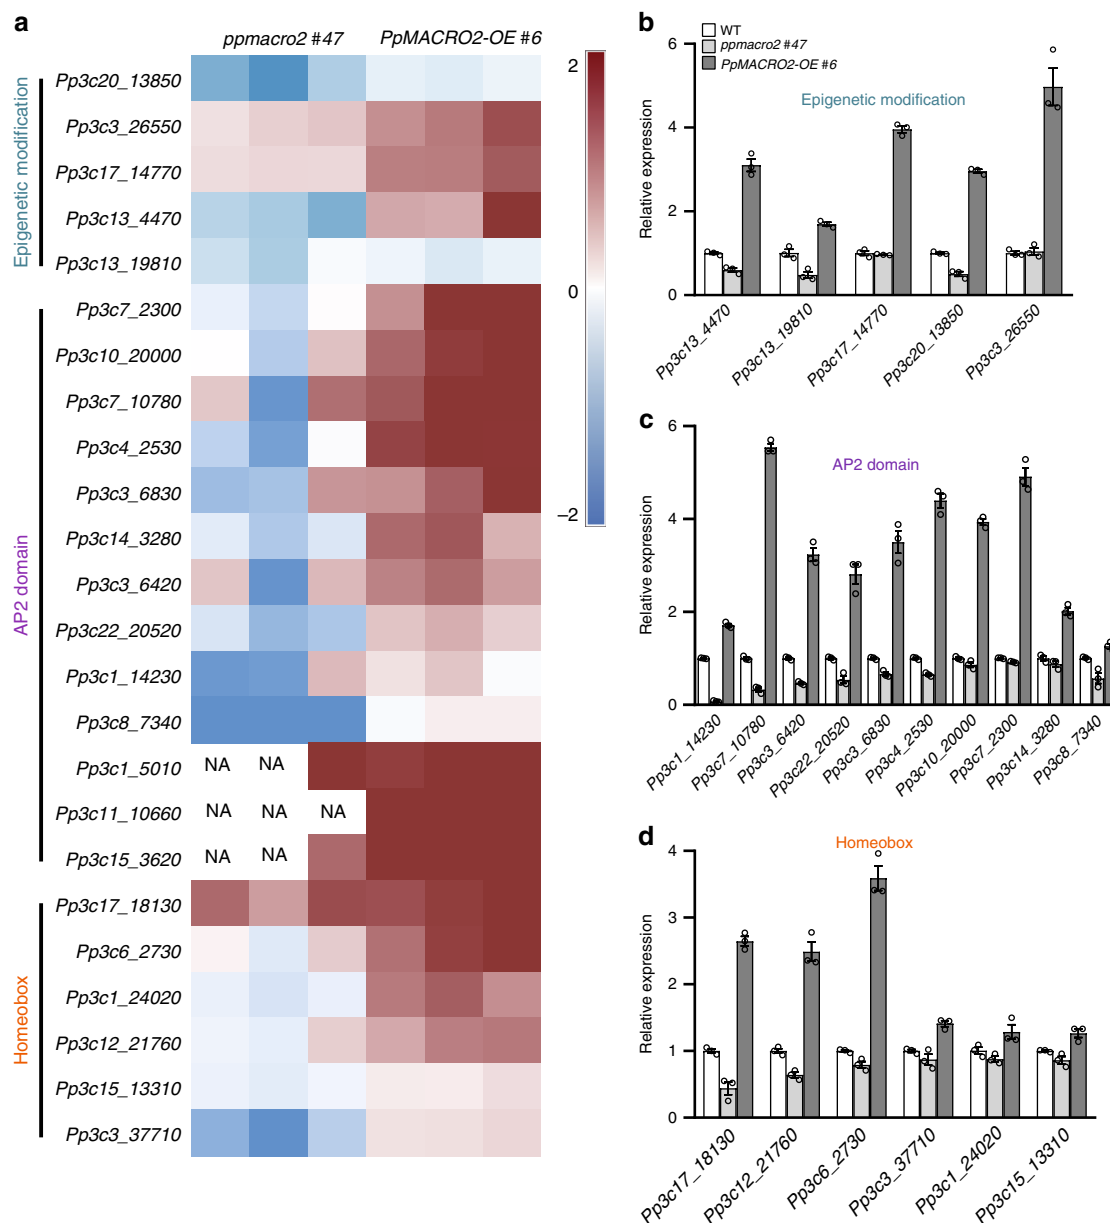 a
ppmacro2 #47
PpMACRO2-OE #6
Epigenetic modification
Pp3c20_13850
Pp3c3_26550
Pp3c17_14770
Pp3c13_4470
Pp3c13_19810
AP2 domain
Pp3c7_2300
Pp3c10_20000
Pp3c7_10780
Pp3c4_2530
Pp3c3_6830
Pp3c14_3280
Pp3c3_6420
Pp3c22_20520
Pp3c1_14230
Pp3c8_7340
Pp3c1_5010 NA NA
Pp3c11_10660 NA NA NA
Pp3c15_3620 NA NA
Homeobox
Pp3c17_18130
Pp3c6_2730
Pp3c1_24020
Pp3c12_21760
Pp3c15_13310
Pp3c3_37710
2
0
–2
b
WT
ppmacro2 #47
PpMACRO2-OE #6
Epigenetic modification
Relative expression
6
4
2
0
Pp3c13_4470
Pp3c13_19810
Pp3c17_14770
Pp3c20_13850
Pp3c3_26550
c
AP2 domain
Relative expression
6
4
2
0
Pp3c1_14230
Pp3c7_10780
Pp3c3_6420
Pp3c22_20520
Pp3c3_6830
Pp3c4_2530
Pp3c10_20000
Pp3c7_2300
Pp3c14_3280
Pp3c8_7340
d
Homeobox
Relative expression
4
3
2
1
0
Pp3c17_18130
Pp3c12_21760
Pp3c6_2730
Pp3c3_37710
Pp3c1_24020
Pp3c15_13310